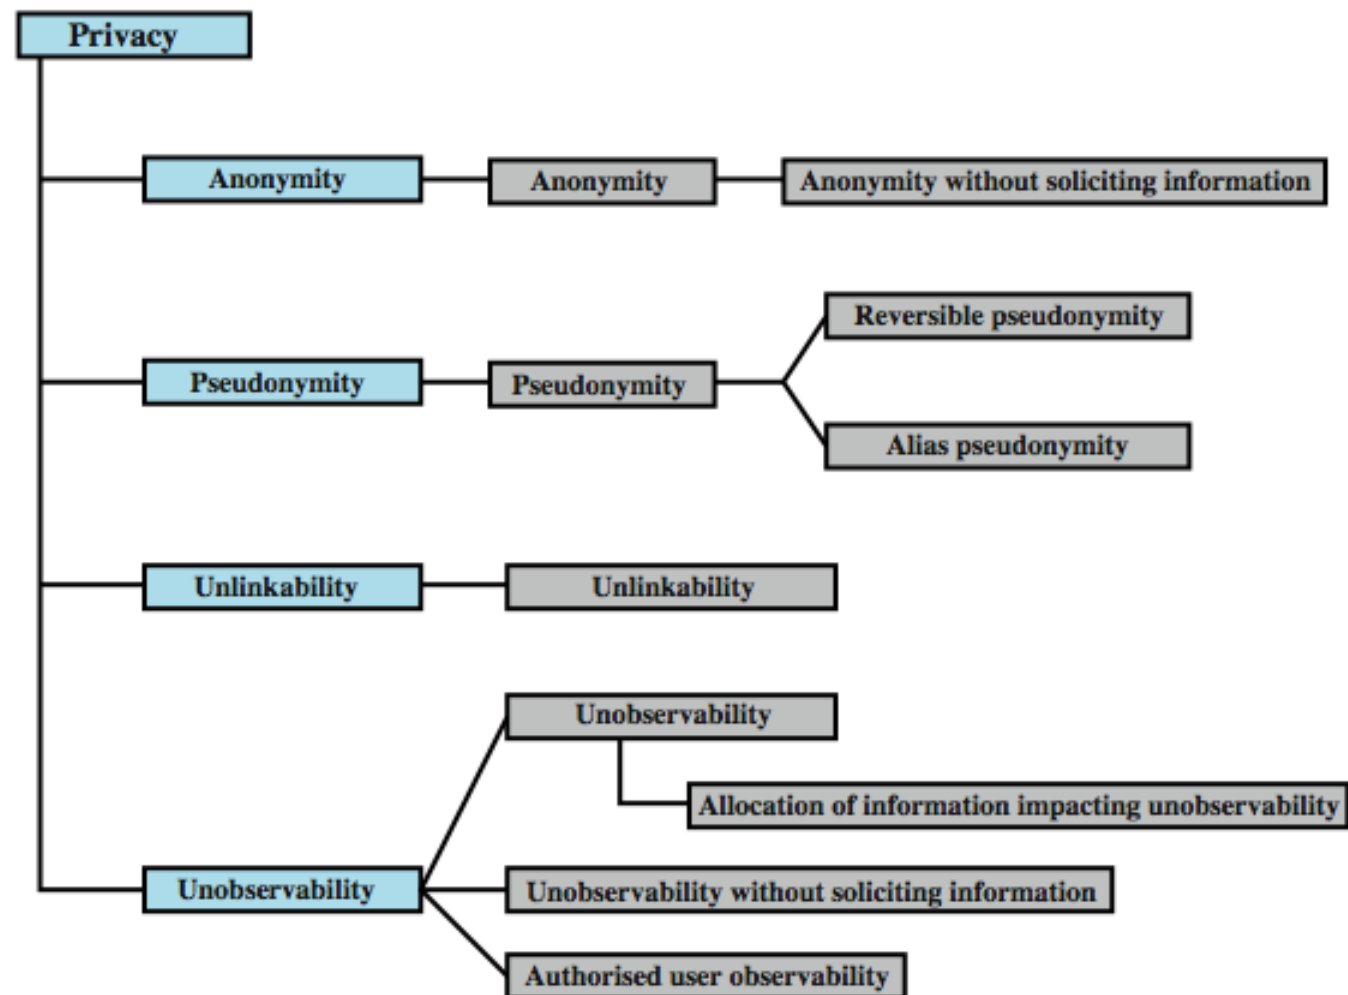 Privacy
Anonymity
Anonymity
Anonymity without soliciting information
Reversible pseudonymity
Pseudonymity
Pseudonymity
Alias pseudonymity
Unlinkability
Unlinkability
Unobservability
Allocation of information impacting unobservability
Unobservability
Unobservability without soliciting information
Authorised user observability